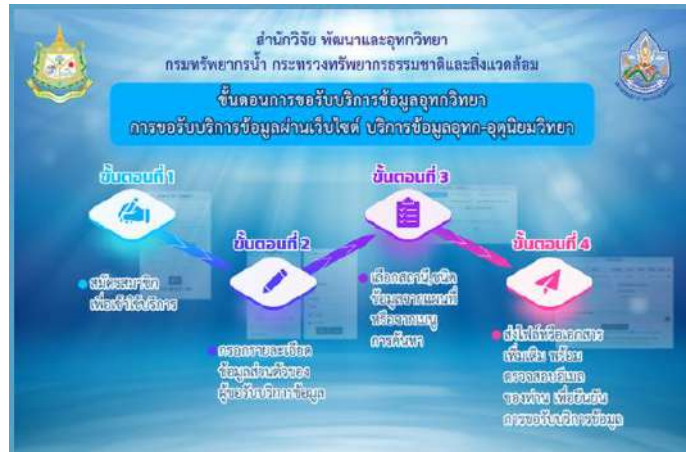 สำนักวิจัย พัฒนาและอุทกวิทยา
กรมทรัพยากรน้ำ กระทรวงทรัพยากรธรรมชาติและสิ่งแวดล้อม
ขั้นตอนการขอรับบริการข้อมูลอุทกวิทยา
การขอรับบริการข้อมูลผ่านเว็บไซต์ บริการข้อมูลอุทก-อุตุนิยมวิทยา
ขั้นตอนที่ 1
สมัครสมาชิก
เพื่อเข้าใช้บริการ
ขั้นตอนที่ 2
กรอกรายละเอียด
ข้อมูลส่วนตัวของ
ผู้ขอรับบริการข้อมูล
ขั้นตอนที่ 3
เลือกสถานี,ชนิด
ข้อมูลจากแผนที่
หรือจากเมนู
การค้นหา
ขั้นตอนที่ 4
ส่งไฟล์หรือเอกสาร
เพิ่มเติม พร้อม
ตรวจสอบอีเมล
ของท่าน เพื่อยืนยัน
การขอรับบริการข้อมูล